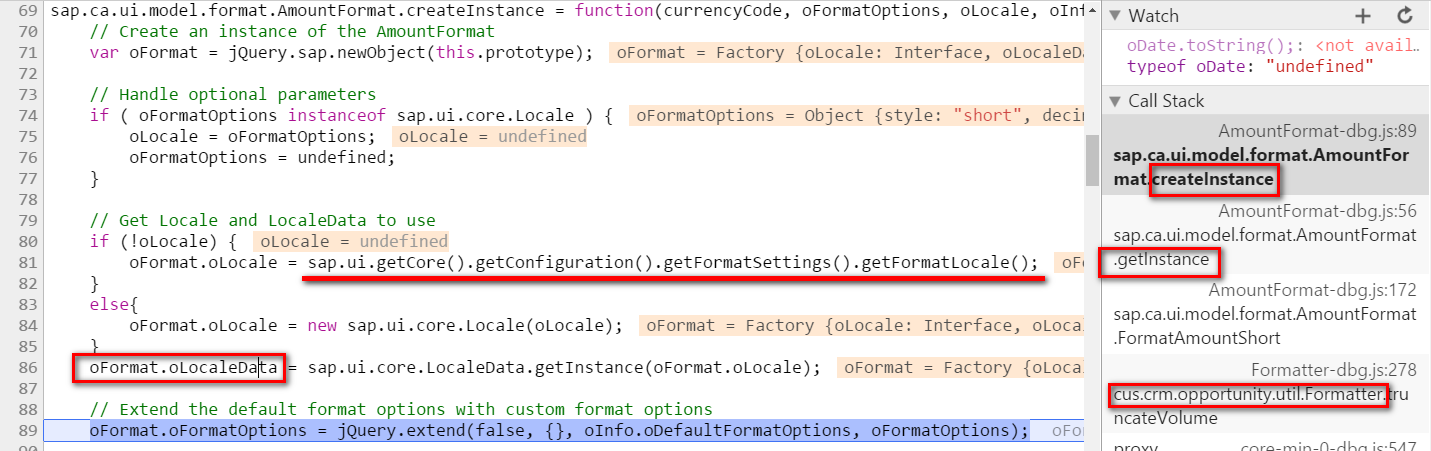 69 sap.ca.ui.model.format.AmountFormat.createInstance = function(currencyCode, oFormatOptions, oLocale, oInf
70 // Create an instance of the AmountFormat
71 var oFormat = jQuery.sap.newObject(this.prototype); oFormat = Factory {oLocale: Interface, oLocaleDa
72
73 // Handle optional parameters
74 if ( oFormatOptions instanceof sap.ui.core.Locale ) { oFormatOptions = Object {style: "short", decin
75 oLocale = oFormatOptions; oLocale = undefined
76 oFormatOptions = undefined;
77 }
78
79 // Get Locale and LocaleData to use
80 if (!oLocale) { oLocale = undefined
81 oFormat.oLocale = sap.ui.getCore().getConfiguration().getFormatSettings().getFormatLocale(); oFo
82 }
83 else{
84 oFormat.oLocale = new sap.ui.core.Locale(oLocale); oFormat = Factory {oLocale: Interface, oLoca
85 }
86 oFormat.oLocaleData = sap.ui.core.LocaleData.getInstance(oFormat.oLocale); oFormat = Factory {oLoca
87
88 // Extend the default format options with custom format options
89 oFormat.oFormatOptions = jQuery.extend(false, {}, oInfo.oDefaultFormatOptions, oFormatOptions); oFo
90
Watch
oDate.toString();: <not avail…
typeof oDate: "undefined"
Call Stack
AmountFormat-dbg.js:89
sap.ca.ui.model.format.AmountFor
mat.createInstance
AmountFormat-dbg.js:56
sap.ca.ui.model.format.AmountFormat
.getInstance
AmountFormat-dbg.js:172
sap.ca.ui.model.format.AmountFormat
.FormatAmountShort
Formatter-dbg.js:278
cus.crm.opportunity.util.Formatter.tru
ncateVolume
proxy core-min-0-dbg.js:547